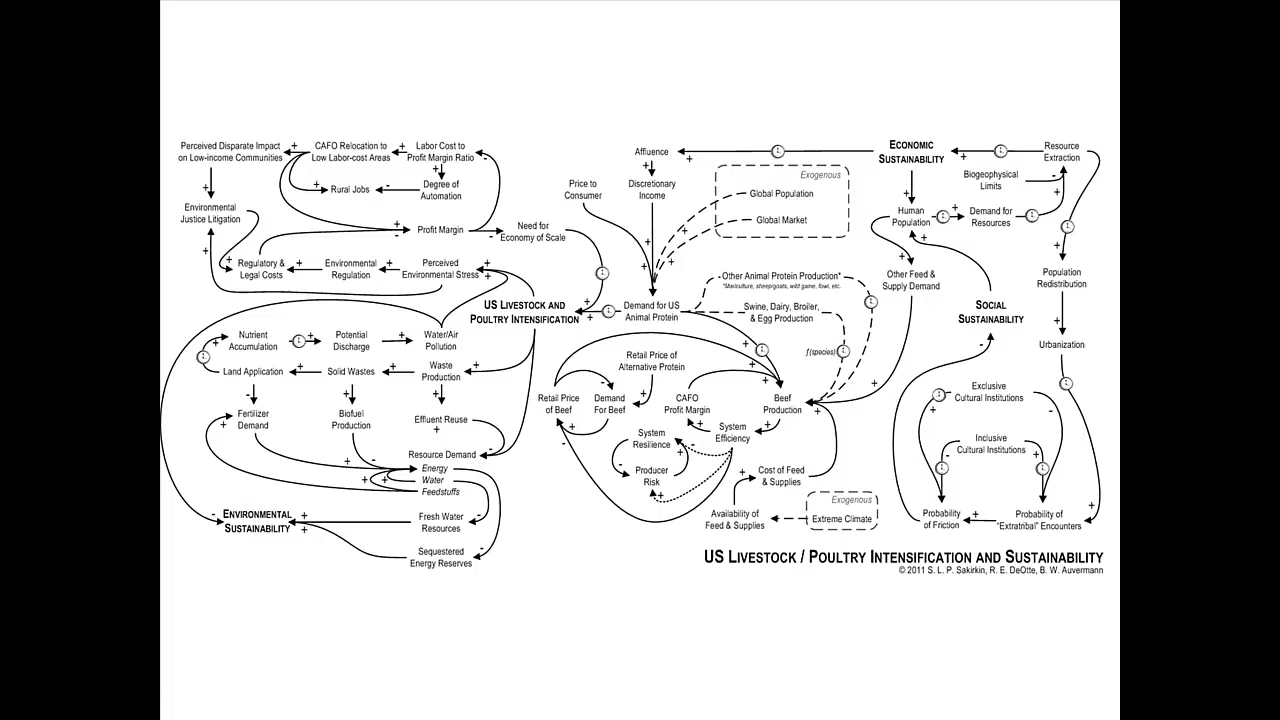 Perceived Disparate Impact
on Low-income Communities
CAFO Relocation to
Low Labor-cost Areas
Labor Cost to
Profit Margin Ratio
Rural Jobs
Degree of
Automation
Environmental
Justice Litigation
Profit Margin
Need for
Economy of Scale
Regulatory &
Legal Costs
Environmental
Regulation
Perceived
Environmental Stress
US LIVESTOCK AND
POULTRY INTENSIFICATION
Nutrient
Accumulation
Potential
Discharge
Water/Air
Pollution
Land Application
Solid Wastes
Waste
Production
Fertilizer
Demand
Biofuel
Production
Effluent Reuse
Resource Demand
Energy
Water
Feedstuffs
ENVIRONMENTAL
SUSTAINABILITY
Fresh Water
Resources
Sequestered
Energy Reserves
Affluence
Price to
Consumer
Discretionary
Income
Exogenous
Global Population
Global Market
Demand for US
Animal Protein
Other Animal Protein Production*
*Mariculture, sheep/goats, wild game, fowl, etc.
Swine, Dairy, Broiler,
& Egg Production
ƒ(species)
Retail Price of
Alternative Protein
Retail Price
of Beef
Demand
For Beef
CAFO
Profit Margin
Beef
Production
System
Resilience
System
Efficiency
Producer
Risk
Cost of Feed
& Supplies
Availability of
Feed & Supplies
Exogenous
Extreme Climate
ECONOMIC
SUSTAINABILITY
Resource
Extraction
Biogeophysical
Limits
Human
Population
Demand for
Resources
Other Feed &
Supply Demand
Population
Redistribution
SOCIAL
SUSTAINABILITY
Urbanization
Exclusive
Cultural Institutions
Inclusive
Cultural Institutions
Probability
of Friction
Probability of
"Extratribal" Encounters
US LIVESTOCK / POULTRY INTENSIFICATION AND SUSTAINABILITY
© 2011 S. L. P. Sakirkin, R. E. DeOtte, B. W. Auvermann